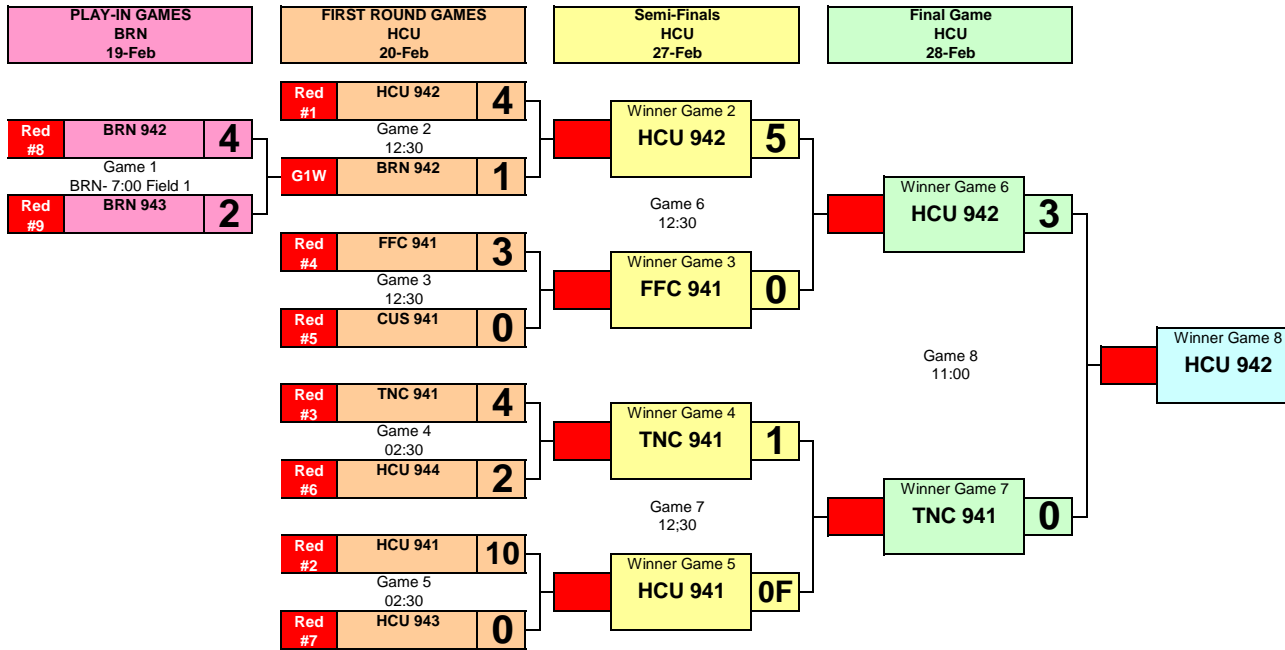 PLAY-IN GAMES
BRN
19-Feb
FIRST ROUND GAMES
HCU
20-Feb
Semi-Finals
HCU
27-Feb
Final Game
HCU
28-Feb
Red
#8
BRN 942
4
Game 1
BRN- 7:00 Field 1
Red
#9
BRN 943
2
Red
#1
HCU 942
4
Game 2
12:30
G1W
BRN 942
1
Red
#4
FFC 941
3
Game 3
12:30
Red
#5
CUS 941
0
Red
#3
TNC 941
4
Game 4
02:30
Red
#6
HCU 944
2
Red
#2
HCU 941
10
Game 5
02:30
Red
#7
HCU 943
0
Winner Game 2
HCU 942
5
Game 6
12:30
Winner Game 3
FFC 941
0
Winner Game 4
TNC 941
1
Game 7
12;30
Winner Game 5
HCU 941
0F
Winner Game 6
HCU 942
3
Game 8
11:00
Winner Game 7
TNC 941
0
Winner Game 8
HCU 942